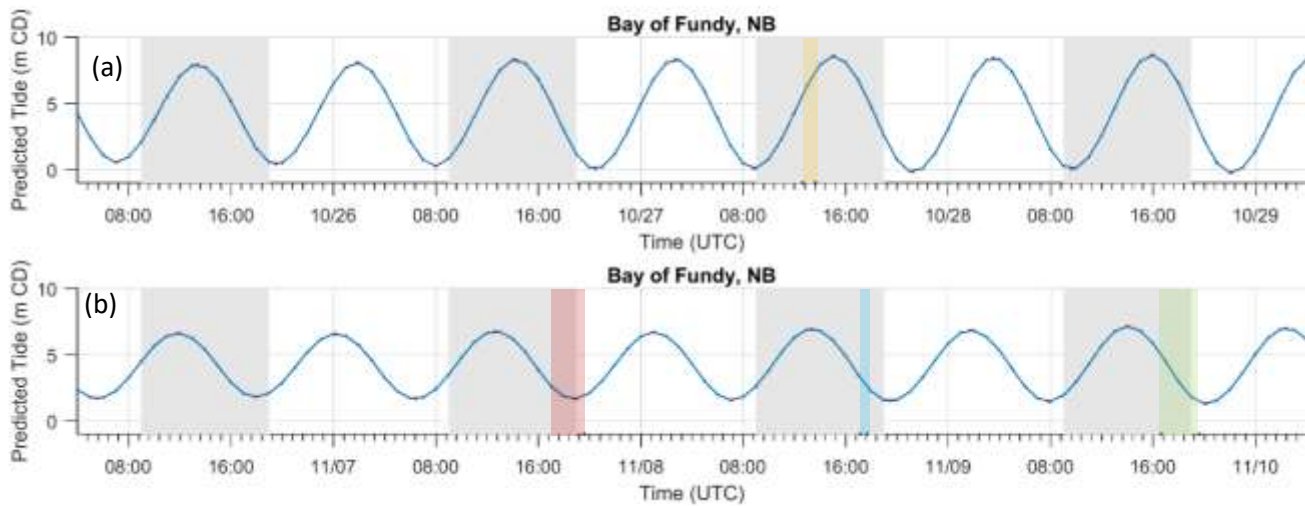 Bay of Fundy, NB
(a)
Predicted Tide (m CD)
10
5
0
08:00 16:00 10/26 08:00 16:00 10/27 08:00 16:00 10/28 08:00 16:00 10/29
Time (UTC)
Bay of Fundy, NB
(b)
Predicted Tide (m CD)
10
5
0
08:00 16:00 11/07 08:00 16:00 11/08 08:00 16:00 11/09 08:00 16:00 11/10
Time (UTC)